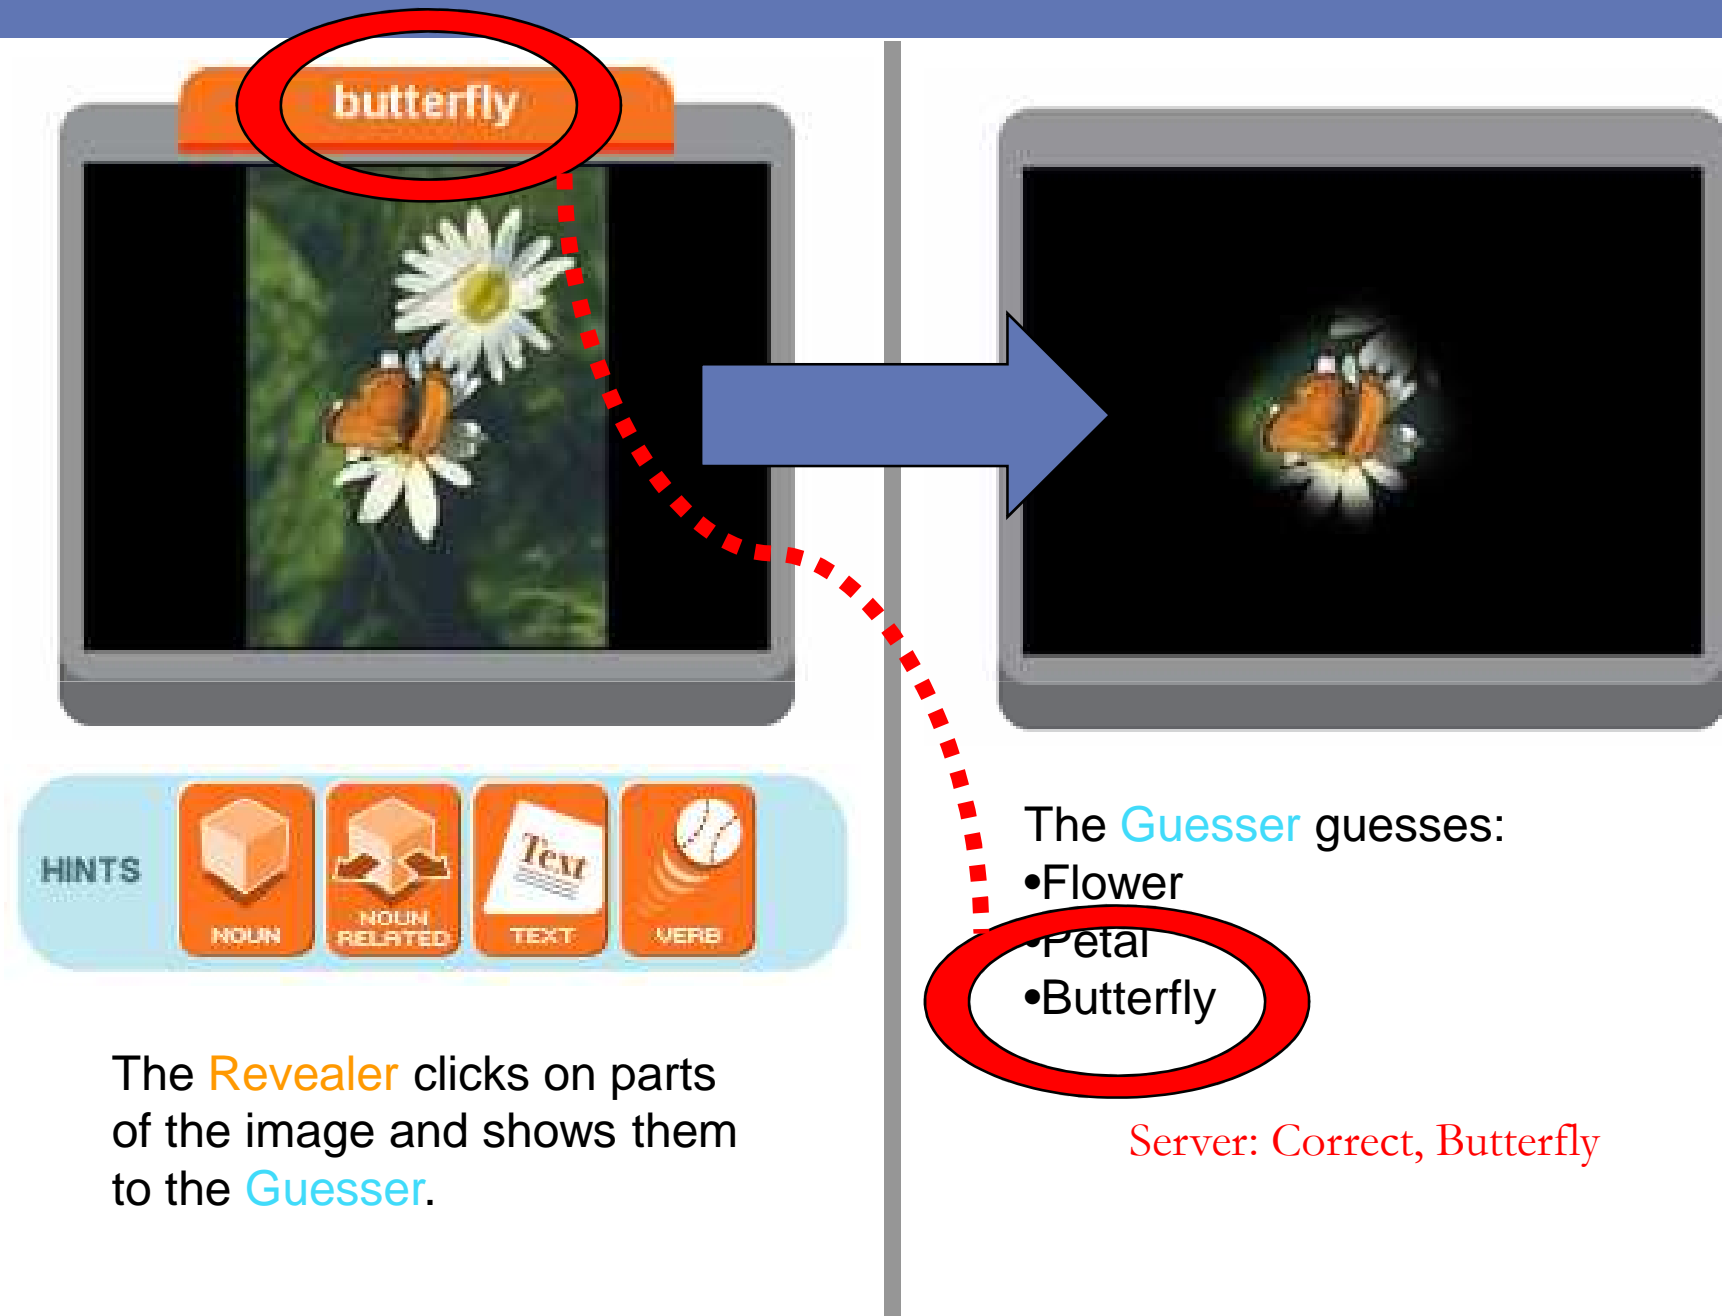 butterfly
HINTS
NOUN
NOUN
RELATED
Text
TEXT
VERB
The Revealer clicks on parts
of the image and shows them
to the Guesser.
The Guesser guesses:
•Flower
•Petal
•Butterfly
Server: Correct, Butterfly